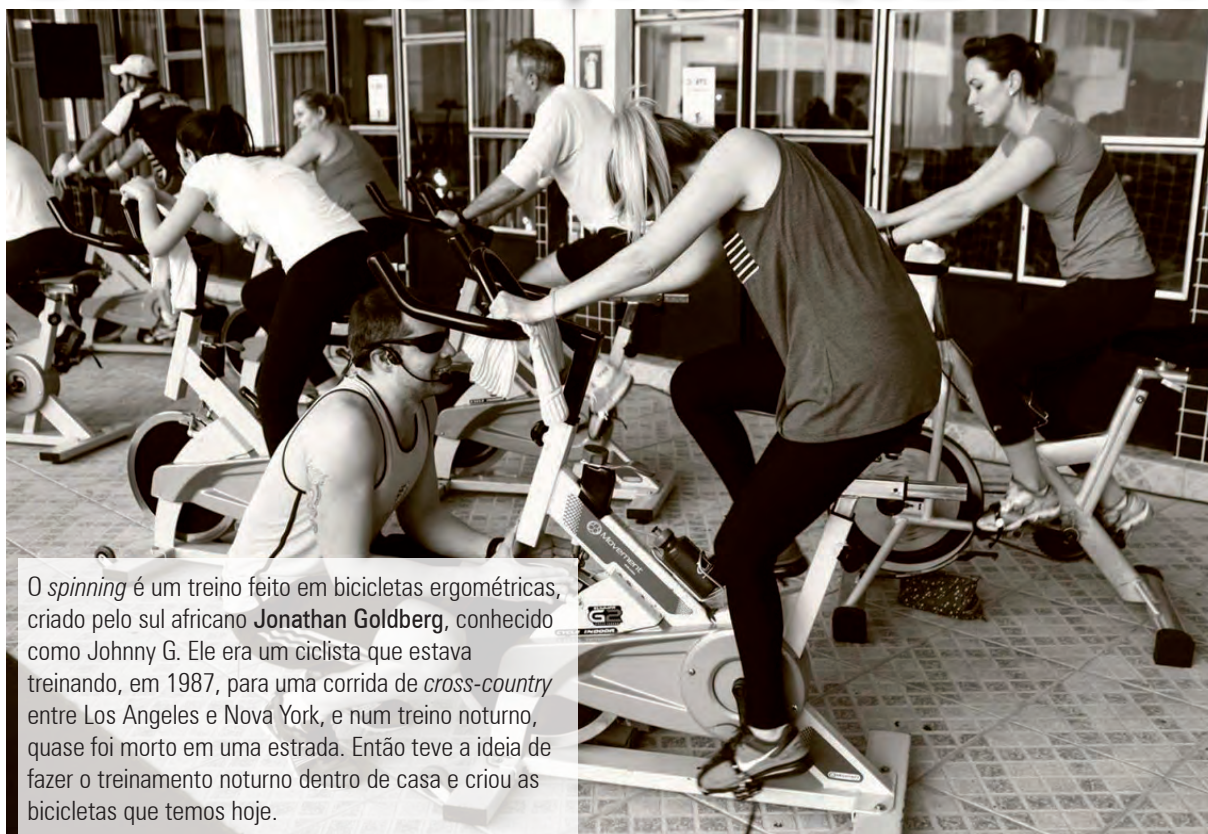 O spinning é um treino feito em bicicletas ergométricas,
criado pelo sul africano Jonathan Goldberg, conhecido
como Johnny G. Ele era um ciclista que estava
treinando, em 1987, para uma corrida de cross-country
entre Los Angeles e Nova York, e num treino noturno,
quase foi morto em uma estrada. Então teve a ideia de
fazer o treinamento noturno dentro de casa e criou as
bicicletas que temos hoje.
Movement
G2